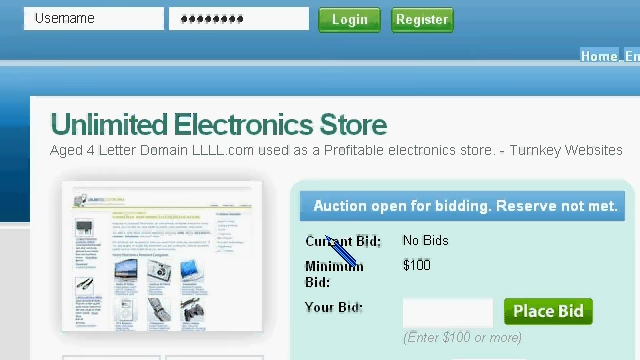 Username ●●●●●●●● Login Register
Home En
Unlimited Electronics Store
Aged 4 Letter Domain LLLL.com used as a Profitable electronics store. - Turnkey Websites
Auction open for bidding. Reserve not met.
Current Bid: No Bids
Minimum Bid: $100
Your Bid: Place Bid
(Enter $100 or more)